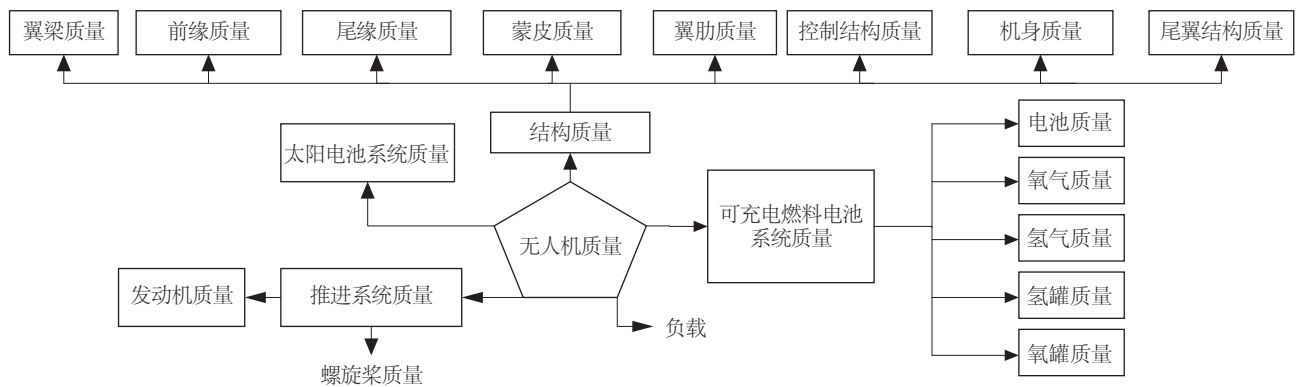 翼梁质量
前缘质量
尾缘质量
蒙皮质量
翼肋质量
控制结构质量
机身质量
尾翼结构质量
结构质量
电池质量
太阳电池系统质量
氧气质量
可充电燃料电池
系统质量
无人机质量
氢气质量
发动机质量
推进系统质量
氢罐质量
负载
氧罐质量
螺旋桨质量